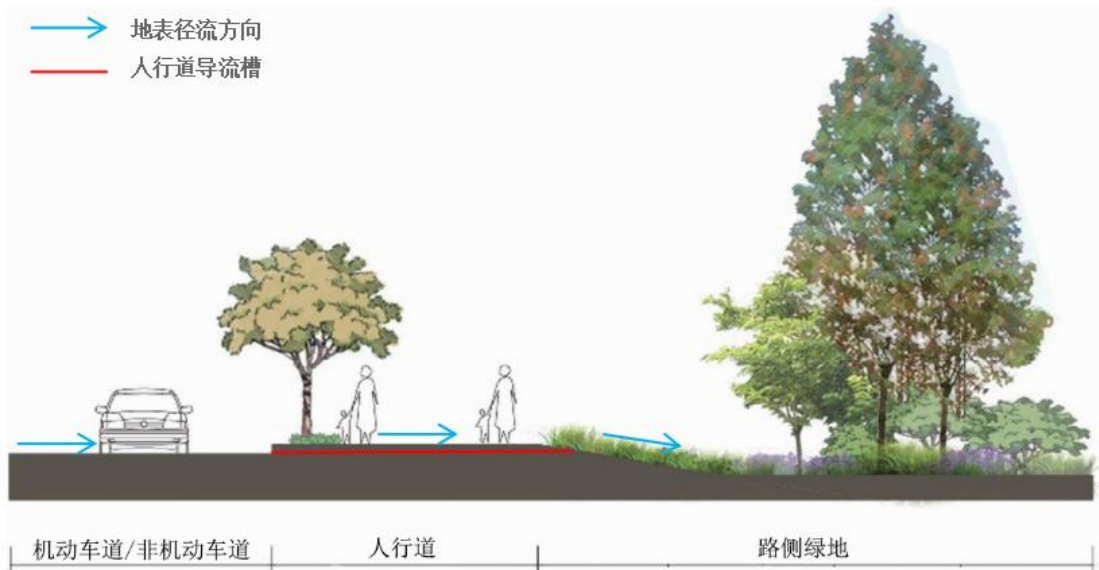 地表径流方向
人行道导流槽
机动车道/非机动车道
人行道
路侧绿地